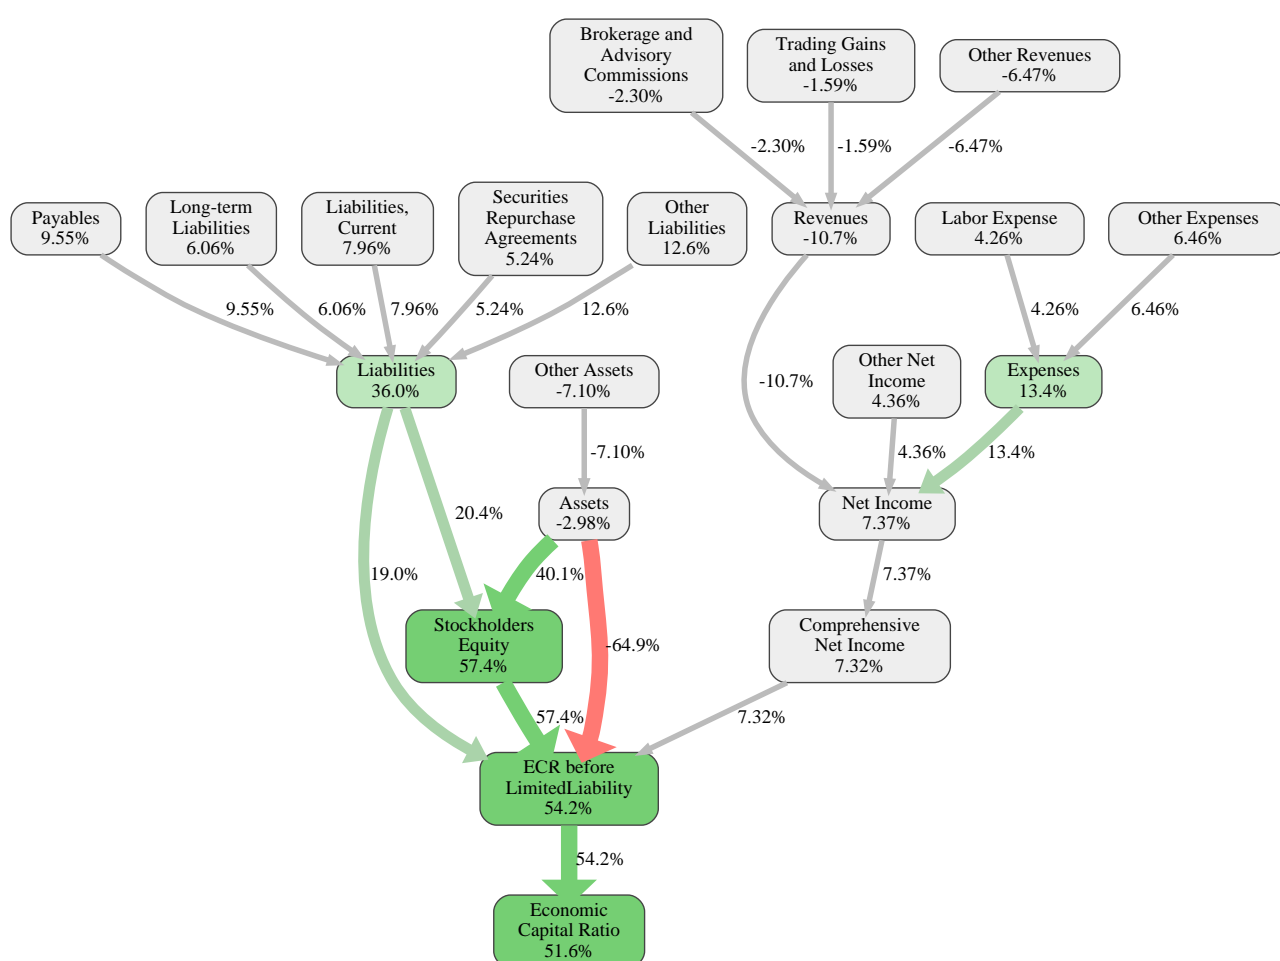 Brokerage and
Advisory
Commissions
-2.30%
Trading Gains
and Losses
-1.59%
Other Revenues
-6.47%
-2.30%
-1.59%
-6.47%
Payables
9.55%
Long-term
Liabilities
6.06%
Liabilities,
Current
7.96%
Securities
Repurchase
Agreements
5.24%
Other
Liabilities
12.6%
Revenues
-10.7%
Labor Expense
4.26%
Other Expenses
6.46%
9.55%
6.06%
7.96%
5.24%
12.6%
4.26%
6.46%
Liabilities
36.0%
Other Assets
-7.10%
-10.7%
Other Net
Income
4.36%
Expenses
13.4%
-7.10%
4.36%
13.4%
20.4%
Assets
-2.98%
Net Income
7.37%
19.0%
40.1%
7.37%
Stockholders
Equity
57.4%
-64.9%
Comprehensive
Net Income
7.32%
57.4%
7.32%
ECR before
LimitedLiability
54.2%
54.2%
Economic
Capital Ratio
51.6%